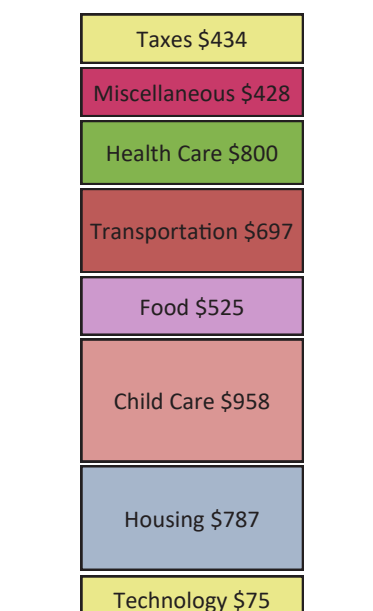 Taxes $434
Miscellaneous $428
Health Care $800
Transportation $697
Food $525
Child Care $958
Housing $787
Technology $75